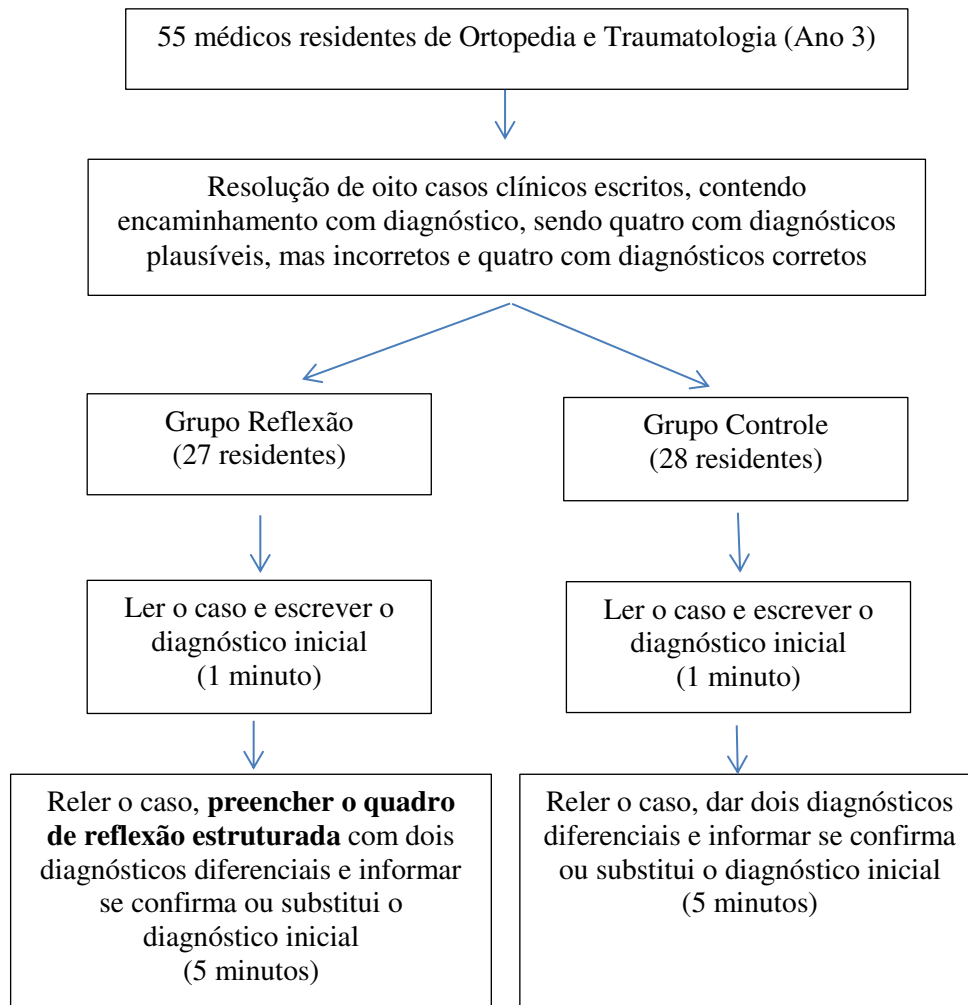 55 médicos residentes de Ortopedia e Traumatologia (Ano 3)
Resolução de oito casos clínicos escritos, contendo
encaminhamento com diagnóstico, sendo quatro com diagnósticos
plausíveis, mas incorretos e quatro com diagnósticos corretos
Grupo Reflexão
(27 residentes)
Grupo Controle
(28 residentes)
Ler o caso e escrever o
diagnóstico inicial
(1 minuto)
Ler o caso e escrever o
diagnóstico inicial
(1 minuto)
Reler o caso, preencher o quadro
de reflexão estruturada com dois
diagnósticos diferenciais e informar
se confirma ou substitui o
diagnóstico inicial
(5 minutos)
Reler o caso, dar dois diagnósticos
diferenciais e informar se confirma
ou substitui o diagnóstico inicial
(5 minutos)